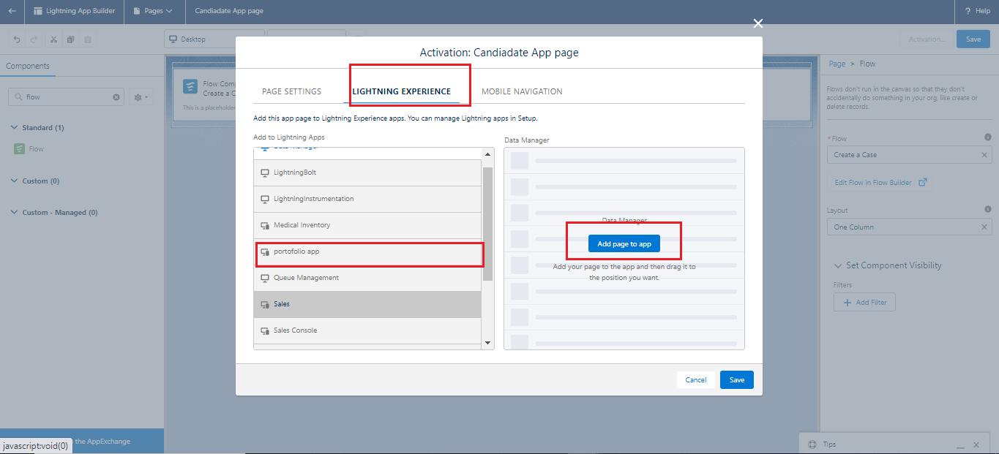 Lightning App Builder
Pages
Candiadate App page
? Help
Desktop
Activation...
Save
Components
flow
Standard (1)
Flow
Custom (0)
Custom - Managed (0)
the AppExchange
javascript:void(0)
Flow Comp
Create a C
This is a placeholder
Activation: Candiadate App page
PAGE SETTINGS
LIGHTNING EXPERIENCE
MOBILE NAVIGATION
Add this app page to Lightning Experience apps. You can manage Lightning apps in Setup.
Add to Lightning Apps
Data Manager
LightningBolt
LightningInstrumentation
Medical Inventory
portofolio app
Queue Management
Sales
Sales Console
Data Manager
Data Manager
Add page to app
Add your page to the app and then drag it to
the position you want.
Cancel
Save
Page > Flow
Flows don't run in the canvas so that they don't
accidentally do something in your org, like create or
delete records.
*Flow
Create a Case
Edit Flow in Flow Builder
Layout
One Column
Set Component Visibility
Filters
+ Add Filter
Tips